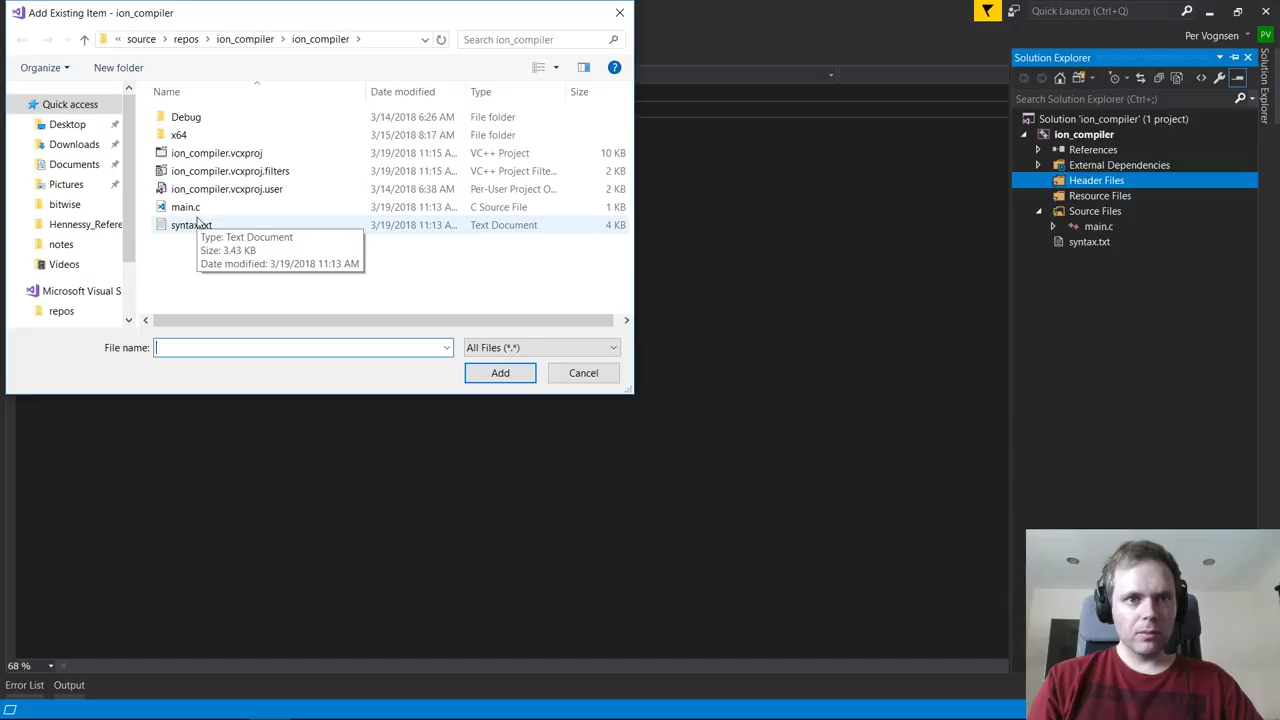 Add Existing Item - ion_compiler
Quick Launch (Ctrl+Q)
Per Vognsen
PV
« source › repos › ion_compiler › ion_compiler ›
Search ion_compiler
Organize
New folder
Name
Date modified
Type
Size
Quick access
Desktop
Downloads
Documents
Pictures
bitwise
Hennessy_Refere
notes
Videos
Microsoft Visual S
repos
Debug 3/14/2018 6:26 AM File folder
x64 3/15/2018 8:17 AM File folder
ion_compiler.vcxproj 3/19/2018 11:15 A... VC++ Project 10 KB
ion_compiler.vcxproj.filters 3/19/2018 11:15 A... VC++ Project Filte... 2 KB
ion_compiler.vcxproj.user 3/14/2018 6:38 AM Per-User Project O... 2 KB
main.c 3/19/2018 11:13 A... C Source File 1 KB
syntax.txt 3/19/2018 11:13 A... Text Document 4 KB
Type: Text Document
Size: 3.43 KB
Date modified: 3/19/2018 11:13 AM
File name:
All Files (*.*)
Add
Cancel
Solution Explorer
Search Solution Explorer (Ctrl+;)
Solution 'ion_compiler' (1 project)
ion_compiler
References
External Dependencies
Header Files
Resource Files
Source Files
main.c
syntax.txt
Solution Explorer
68 %
Error List
Output